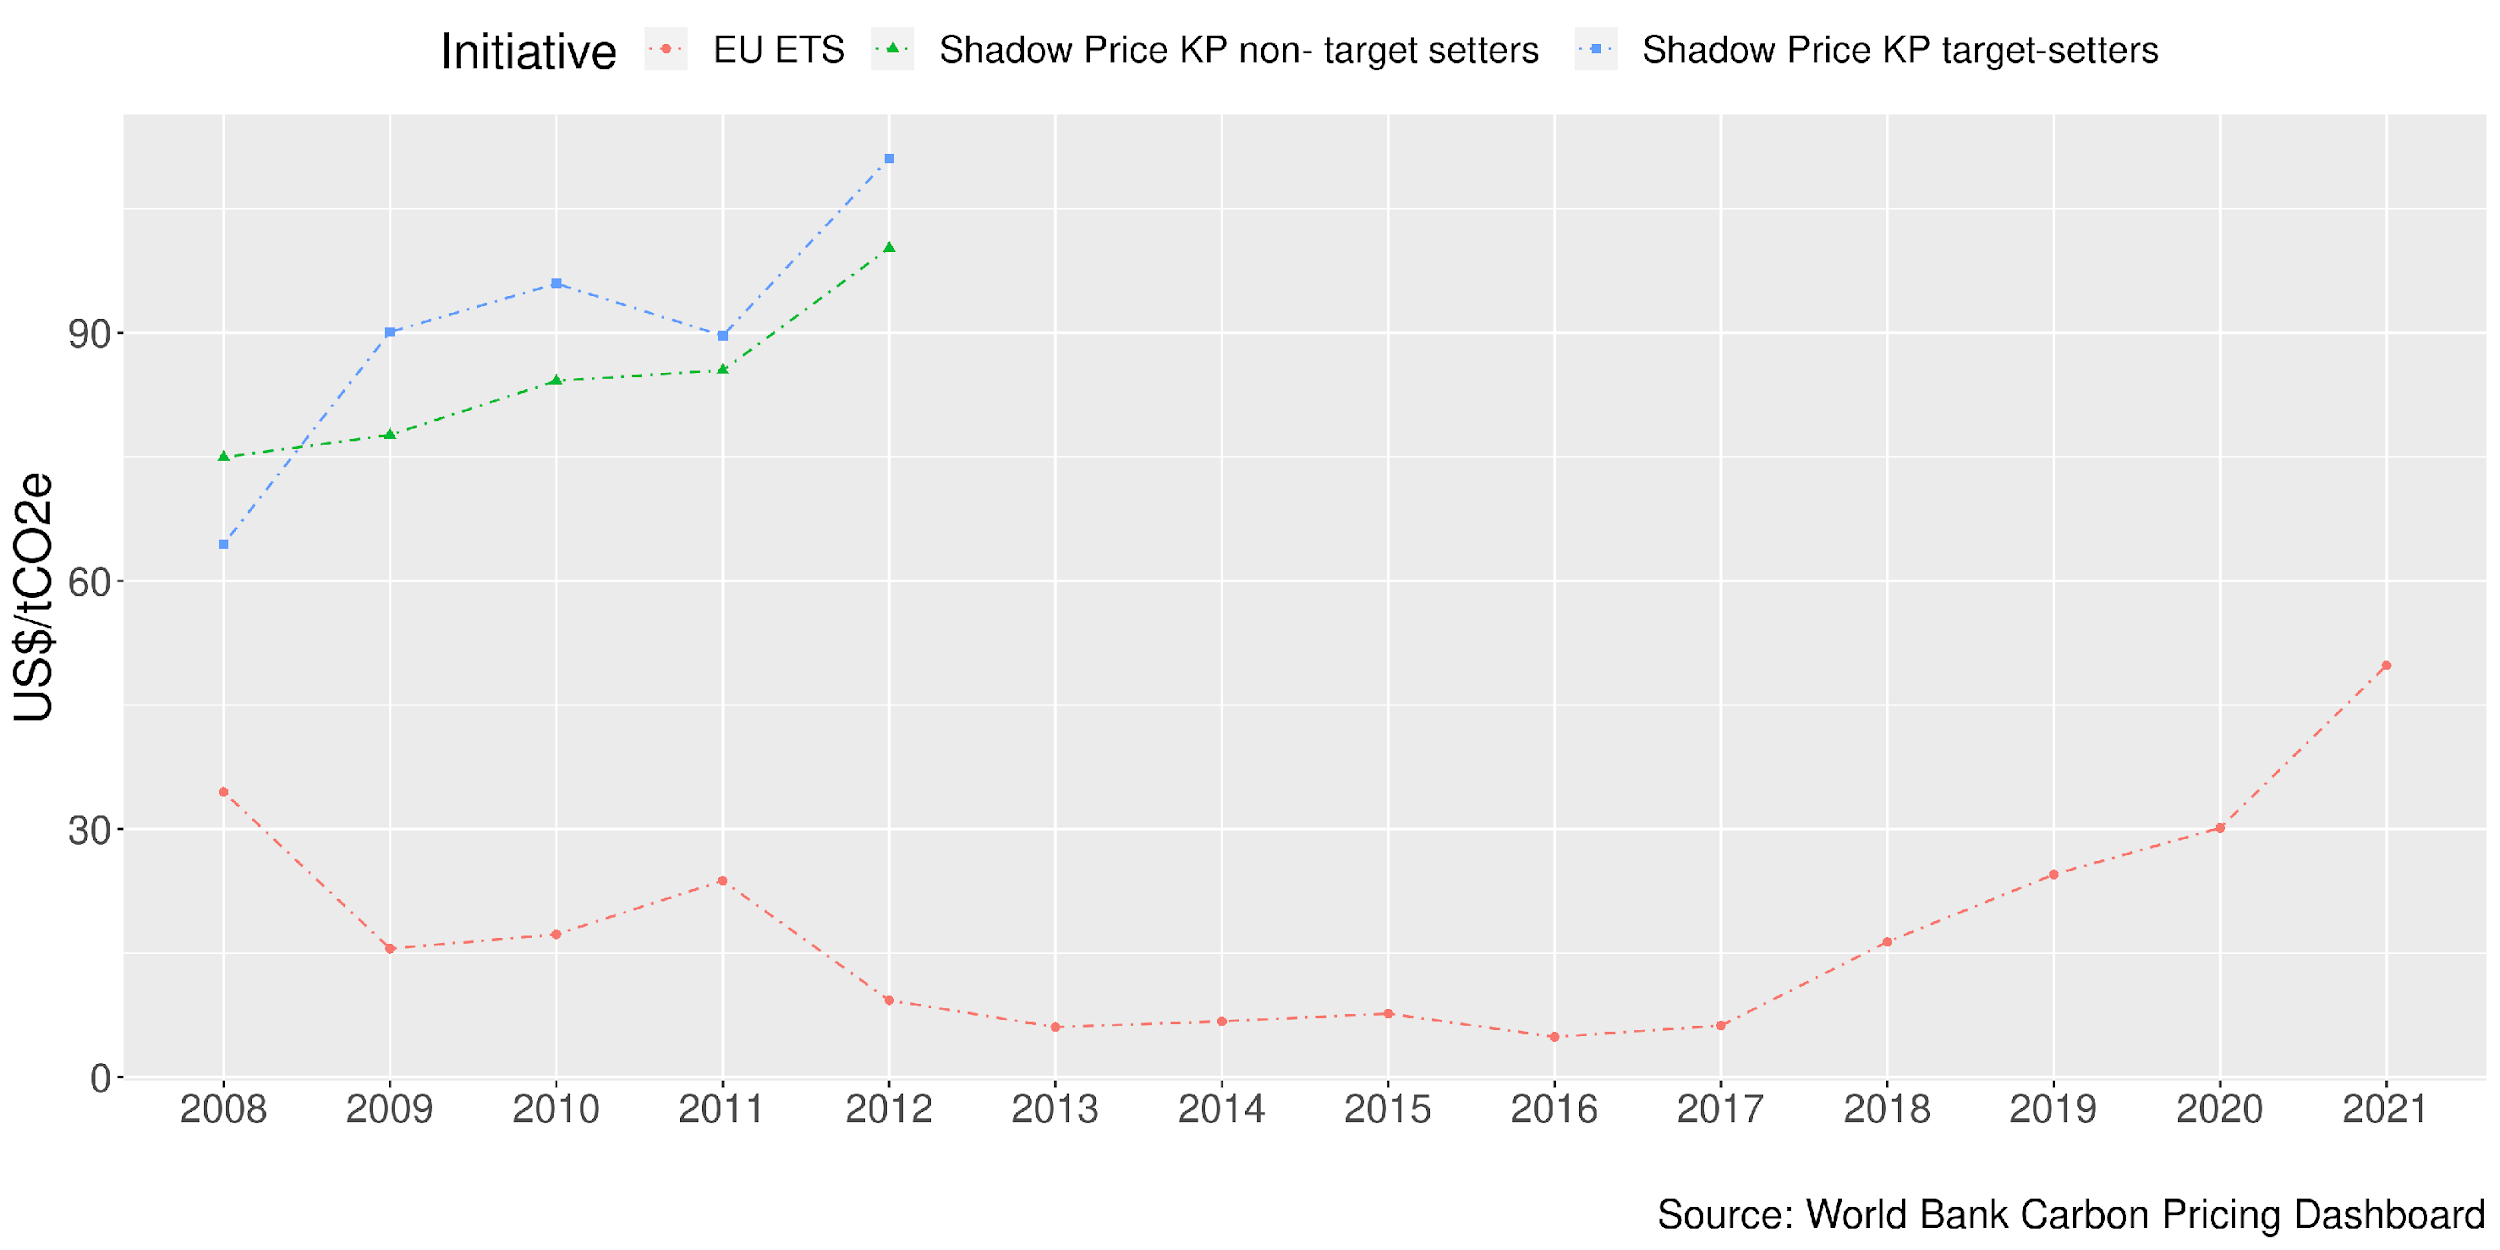 Initiative EU ETS Shadow Price KP non- target setters Shadow Price KP target-setters
US$/tCO2e
90
60
30
0
2008 2009 2010 2011 2012 2013 2014 2015 2016 2017 2018 2019 2020 2021
Source: World Bank Carbon Pricing Dashboard